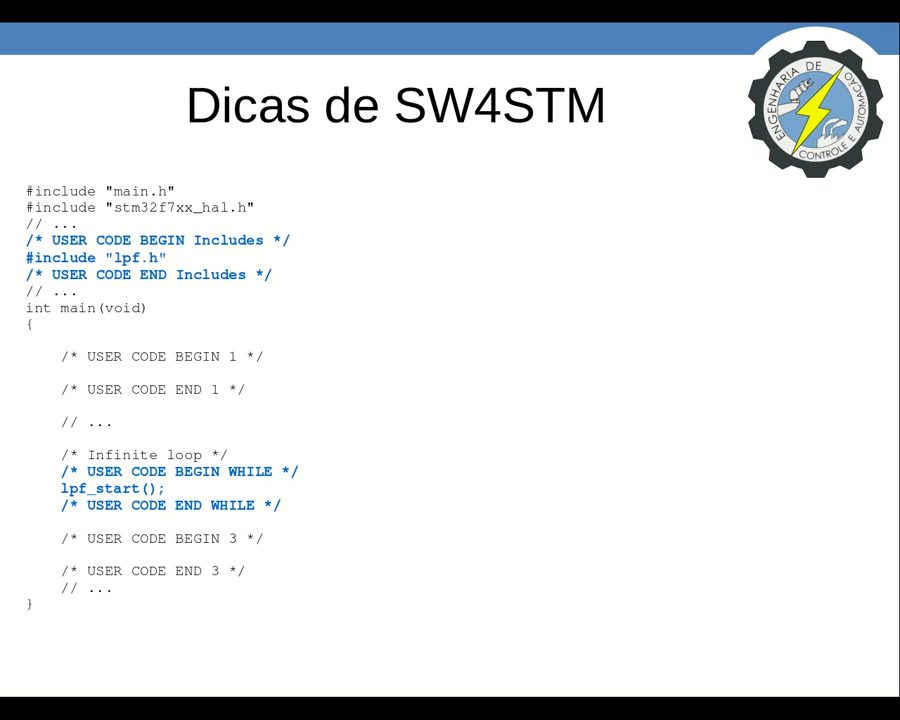 Dicas de SW4STM
ENGENHARIA DE
CONTROLE E AUTOMAÇÃO
#include "main.h"
#include "stm32f7xx_hal.h"
// ...
/* USER CODE BEGIN Includes */
#include "lpf.h"
/* USER CODE END Includes */
// ...
int main(void)
{
/* USER CODE BEGIN 1 */
/* USER CODE END 1 */
// ...
/* Infinite loop */
/* USER CODE BEGIN WHILE */
lpf_start();
/* USER CODE END WHILE */
/* USER CODE BEGIN 3 */
/* USER CODE END 3 */
// ...
}